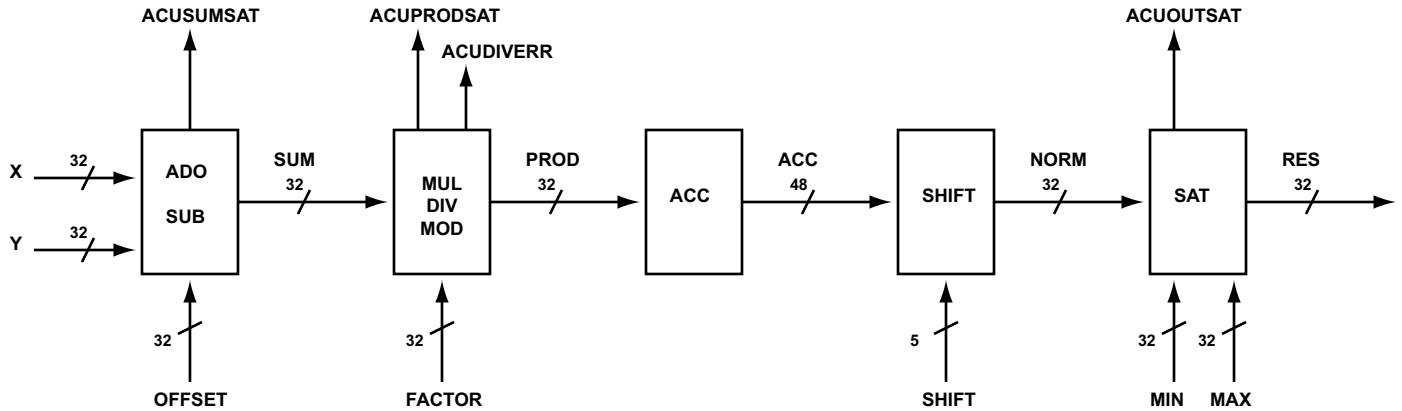 ACUSUMSAT
ACUPRODSAT
ACUOUTSAT
ACUDIVERR
X
32
Y
32
ADO
SUB
SUM
32
MUL
DIV
MOD
PROD
32
ACC
ACC
48
SHIFT
NORM
32
SAT
RES
32
32
OFFSET
32
FACTOR
5
SHIFT
32
MIN
32
MAX